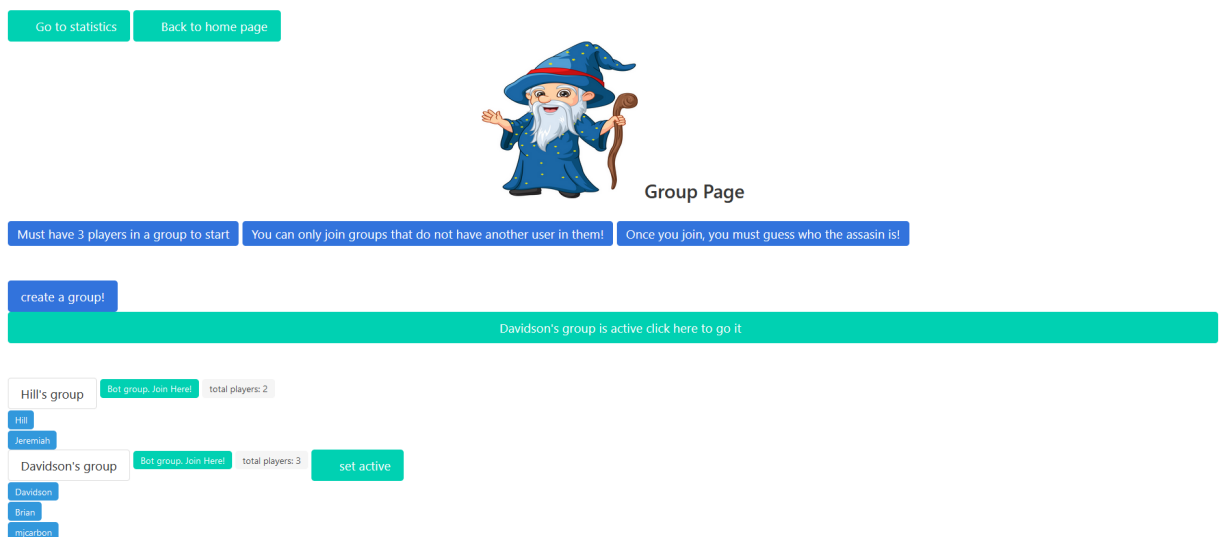 Go to statistics Back to home page
Group Page
Must have 3 players in a group to start You can only join groups that do not have another user in them! Once you join, you must guess who the assasin is!
create a group!
Davidson's group is active click here to go it
Hill's group Bot group. Join Here! total players: 2
Hill
Jeremiah
Davidson's group Bot group. Join Here! total players: 3 set active
Davidson
Brian
mjcarbon